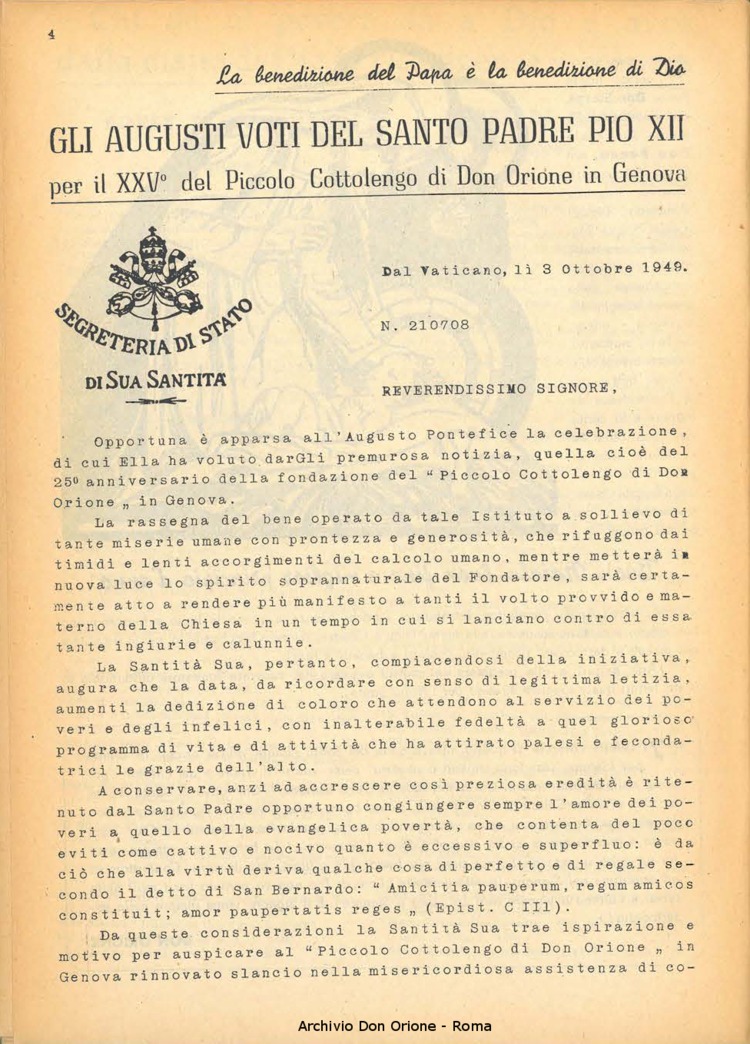 4
La benedizione del Papa è la benedizione di Dio
GLI AUGUSTI VOTI DEL SANTO PADRE PIO XII
per il XXVº del Piccolo Cottolengo di Don Orione in Genova
SEGRETERIA DI STATO
DI SUA SANTITÀ
Dal Vaticano, lì 3 Ottobre 1949.
N. 210708
REVERENDISSIMO SIGNORE,
Opportuna è apparsa all'Augusto Pontefice la celebrazione,
di cui Ella ha voluto darGli premurosa notizia, quella cioè del
25º anniversario della fondazione del “ Piccolo Cottolengo di Don
Orione „ in Genova.
La rassegna del bene operato da tale Istituto a sollievo di
tante miserie umane con prontezza e generosità, che rifuggono dai
timidi e lenti accorgimenti del calcolo umano, mentre metterà in
nuova luce lo spirito soprannaturale del Fondatore, sarà certa-
mente atto a rendere più manifesto a tanti il volto provvido e ma-
terno della Chiesa in un tempo in cui si lanciano contro di essa
tante ingiurie e calunnie.
La Santità Sua, pertanto, compiacendosi della iniziativa,
augura che la data, da ricordare con senso di legittima letizia,
aumenti la dedizione di coloro che attendono al servizio dei po-
veri e degli infelici, con inalterabile fedeltà a quel glorioso
programma di vita e di attività che ha attirato palesi e feconda-
trici le grazie dell'alto.
A conservare, anzi ad accrescere così preziosa eredità è rite-
nuto dal Santo Padre opportuno congiungere sempre l'amore dei po-
veri a quello della evangelica povertà, che contenta del poco
eviti come cattivo e nocivo quanto è eccessivo e superfluo: è da
ciò che alla virtù deriva qualche cosa di perfetto e di regale se-
condo il detto di San Bernardo: “ Amicitia pauperum, regum amicos
constituit; amor paupertatis reges „ (Epist. C III).
Da queste considerazioni la Santità Sua trae ispirazione e
motivo per auspicare al “ Piccolo Cottolengo di Don Orione „ in
Genova rinnovato slancio nella misericordiosa assistenza di co-
Archivio Don Orione - Roma